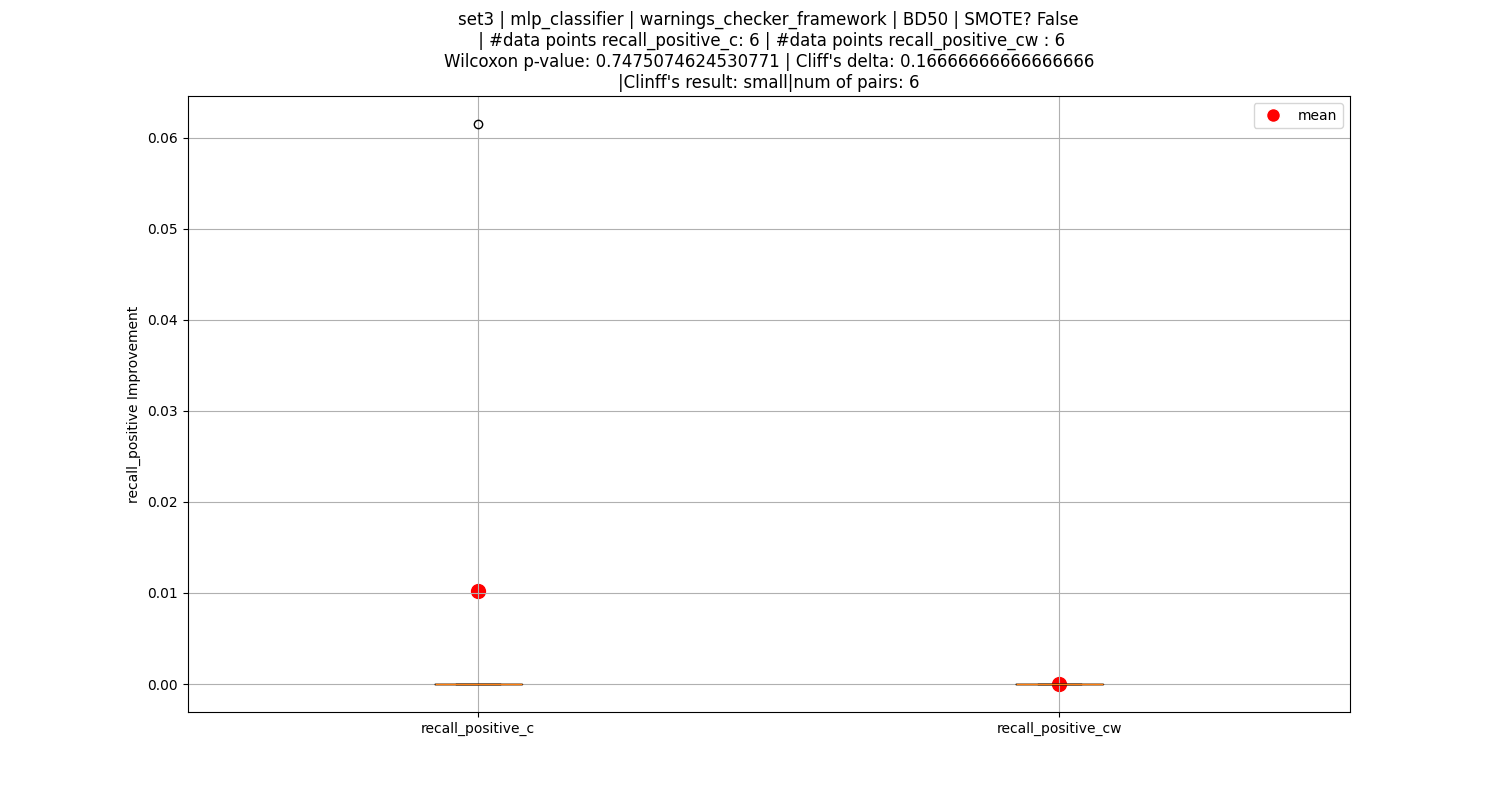 set3 | mlp_classifier | warnings_checker_framework | BD50 | SMOTE? False
| #data points recall_positive_c: 6 | #data points recall_positive_cw : 6
Wilcoxon p-value: 0.7475074624530771 | Cliff's delta: 0.16666666666666666
|Clinff's result: small|num of pairs: 6
mean
0.06
0.05
0.04
0.03
0.02
0.01
0.00
recall_positive Improvement
recall_positive_c
recall_positive_cw